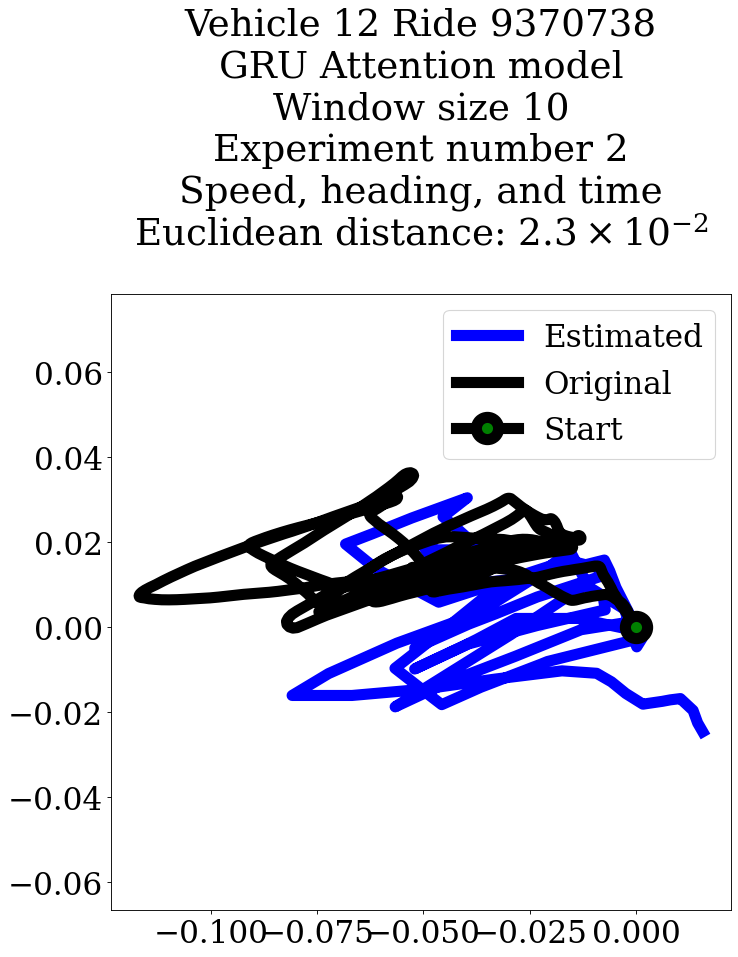 Vehicle 12 Ride 9370738
GRU Attention model
Window size 10
Experiment number 2
Speed, heading, and time
Euclidean distance: 2.3 × 10⁻²
Estimated
Original
Start
0.06
0.04
0.02
0.00
−0.02
−0.04
−0.06
−0.100 −0.075 −0.050 −0.025 0.000